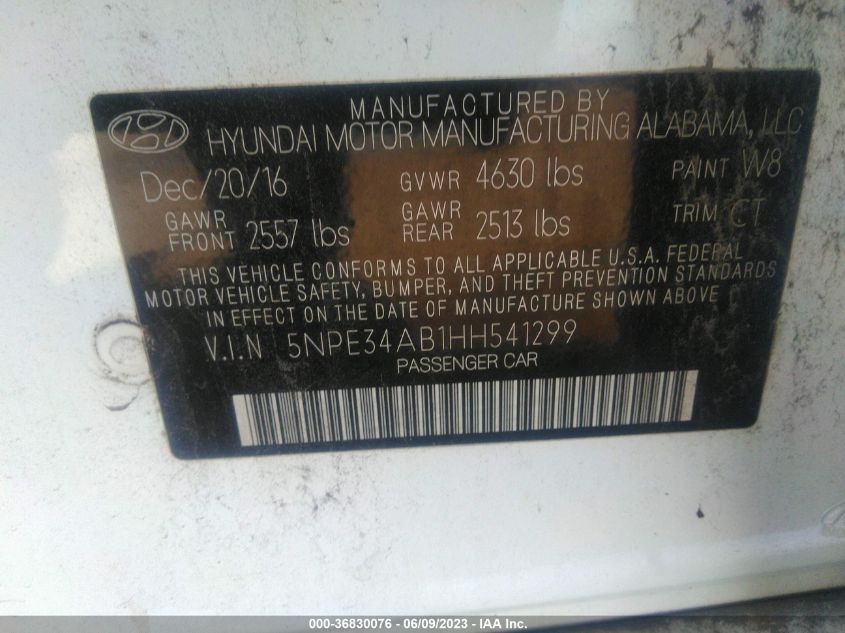 MANUFACTURED BY
HYUNDAI MOTOR MANUFACTURING ALABAMA, LLC
Dec/20/16 GVWR 4630 lbs PAINT W8
GAWR FRONT 2557 lbs GAWR REAR 2513 lbs TRIM CT
THIS VEHICLE CONFORMS TO ALL APPLICABLE U.S.A. FEDERAL
MOTOR VEHICLE SAFETY, BUMPER, AND THEFT PREVENTION STANDARDS
IN EFFECT ON THE DATE OF MANUFACTURE SHOWN ABOVE
V.I.N 5NPE34AB1HH541299
PASSENGER CAR
000-36830076 - 06/09/2023 - IAA, Inc.